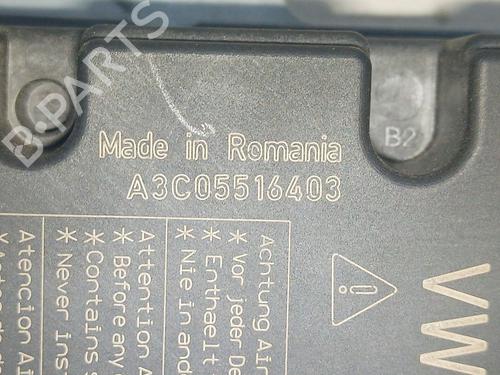 B·PARTS
Made in Romania
A3C05516403
B2
VW
Achtung Air
* Vor jeder De
* Enthaelt
* Nie in and
Attention A
* Before any s
* Contains s
* Never inst
Atencion Ai